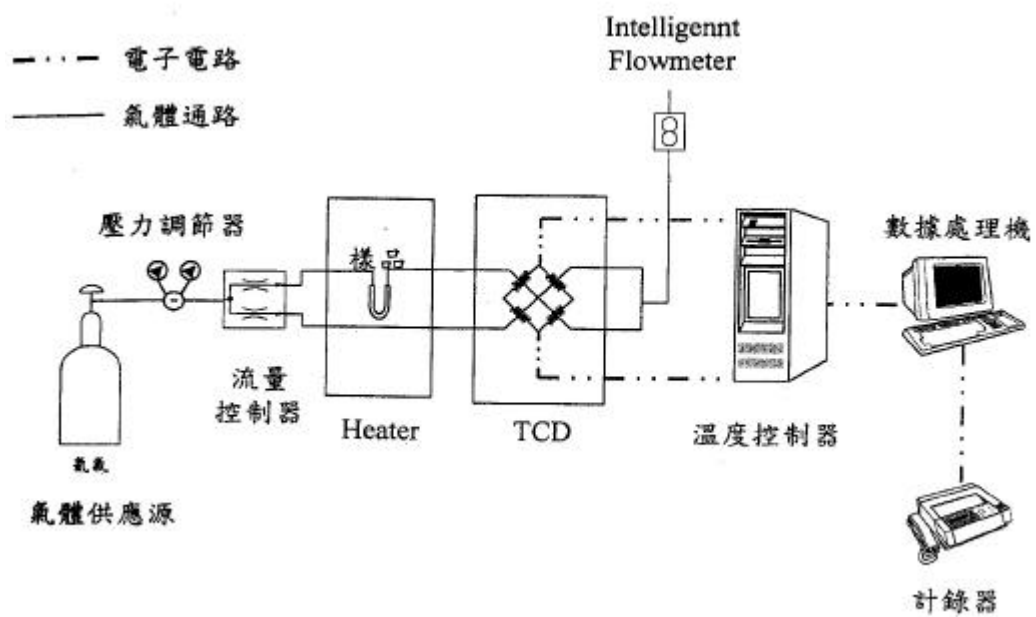 電子電路
氣體通路
Intelligennt
Flowmeter
壓力調節器
樣品
數據處理機
流量
控制器
Heater
TCD
溫度控制器
氣體供應源
計錄器